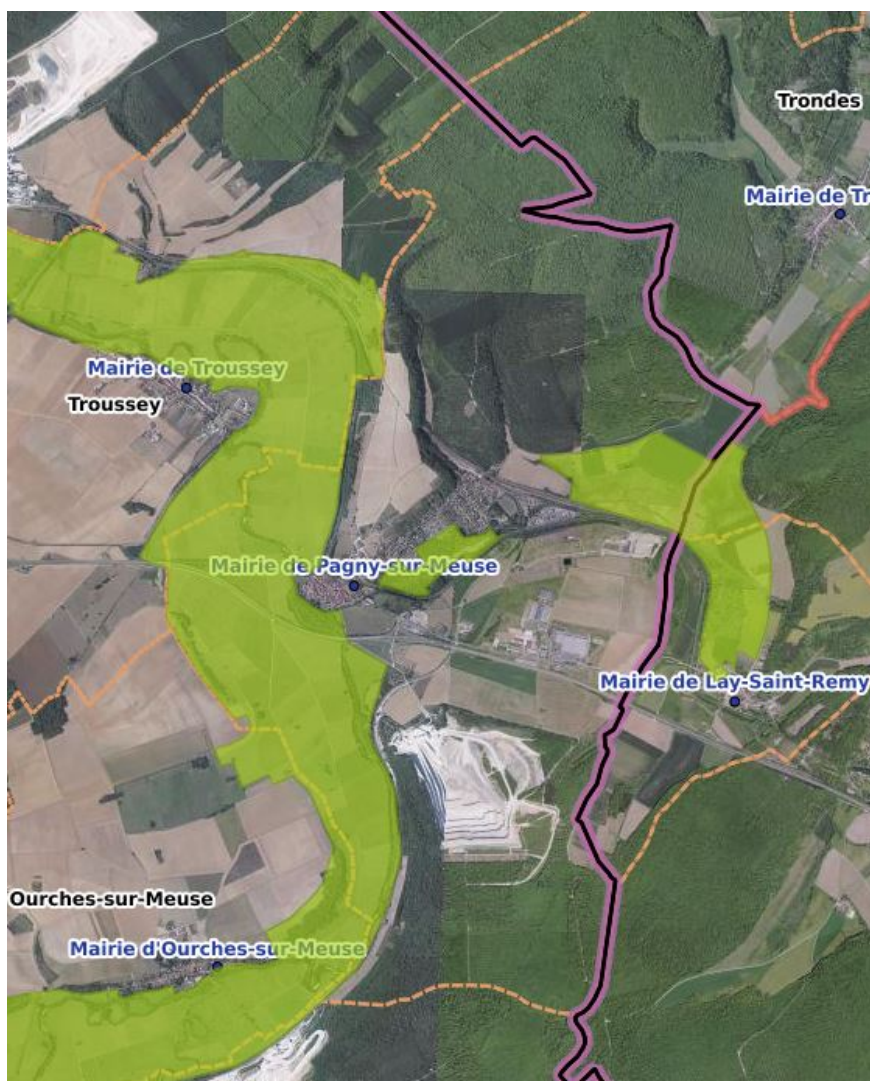 Trondes
Mairie de Tr
Mairie de Troussey
Troussey
Mairie de Pagny-sur-Meuse
Mairie de Lay-Saint-Remy
Ourches-sur-Meuse
Mairie d'Ourches-sur-Meuse